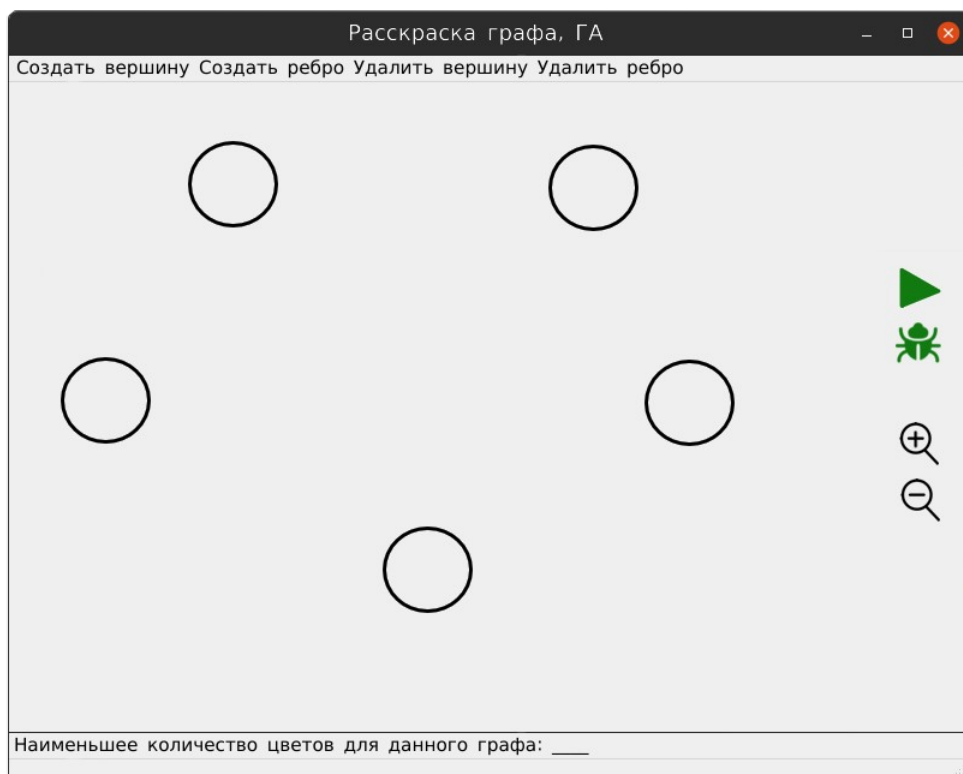 Расскраска графа, ГА
Создать вершину Создать ребро Удалить вершину Удалить ребро
Наименьшее количество цветов для данного графа: ____